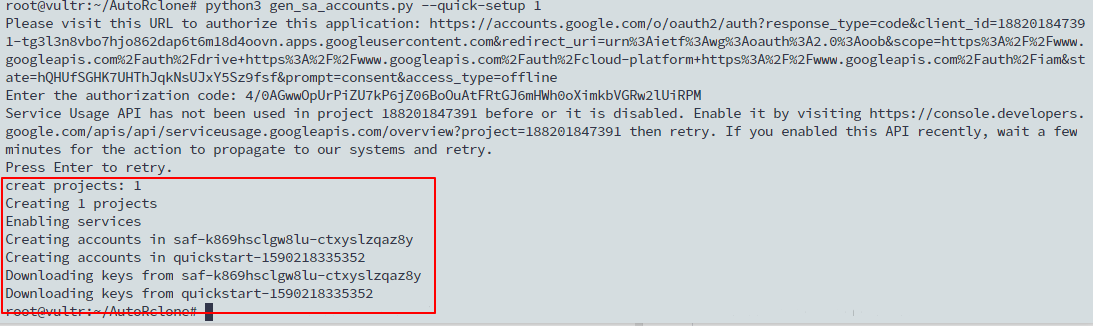 root@vultr:~/AutoRclone# python3 gen_sa_accounts.py --quick-setup 1
Please visit this URL to authorize this application: https://accounts.google.com/o/oauth2/auth?response_type=code&client_id=18820184739
1-tg3l3n8vbo7hjo862dap6t6m18d4oovn.apps.googleusercontent.com&redirect_uri=urn%3Aietf%3Awg%3Aoauth%3A2.0%3Aoob&scope=https%3A%2F%2Fwww.
googleapis.com%2Fauth%2Fdrive+https%3A%2F%2Fwww.googleapis.com%2Fauth%2Fcloud-platform+https%3A%2F%2Fwww.googleapis.com%2Fauth%2Fiam&st
ate=hQHUfSGHK7UHThJqkNsUJxY5Sz9fsf&prompt=consent&access_type=offline
Enter the authorization code: 4/0AGwwOpUrPiZU7kP6jZ06BoOuAtFRtGJ6mHWh0oXimkbVGRw2lUiRPM
Service Usage API has not been used in project 188201847391 before or it is disabled. Enable it by visiting https://console.developers.
google.com/apis/api/serviceusage.googleapis.com/overview?project=188201847391 then retry. If you enabled this API recently, wait a few
minutes for the action to propagate to our systems and retry.
Press Enter to retry.
creat projects: 1
Creating 1 projects
Enabling services
Creating accounts in saf-k869hsclgw8lu-ctxyslzqaz8y
Creating accounts in quickstart-1590218335352
Downloading keys from saf-k869hsclgw8lu-ctxyslzqaz8y
Downloading keys from quickstart-1590218335352
root@vultr:~/AutoRclone#